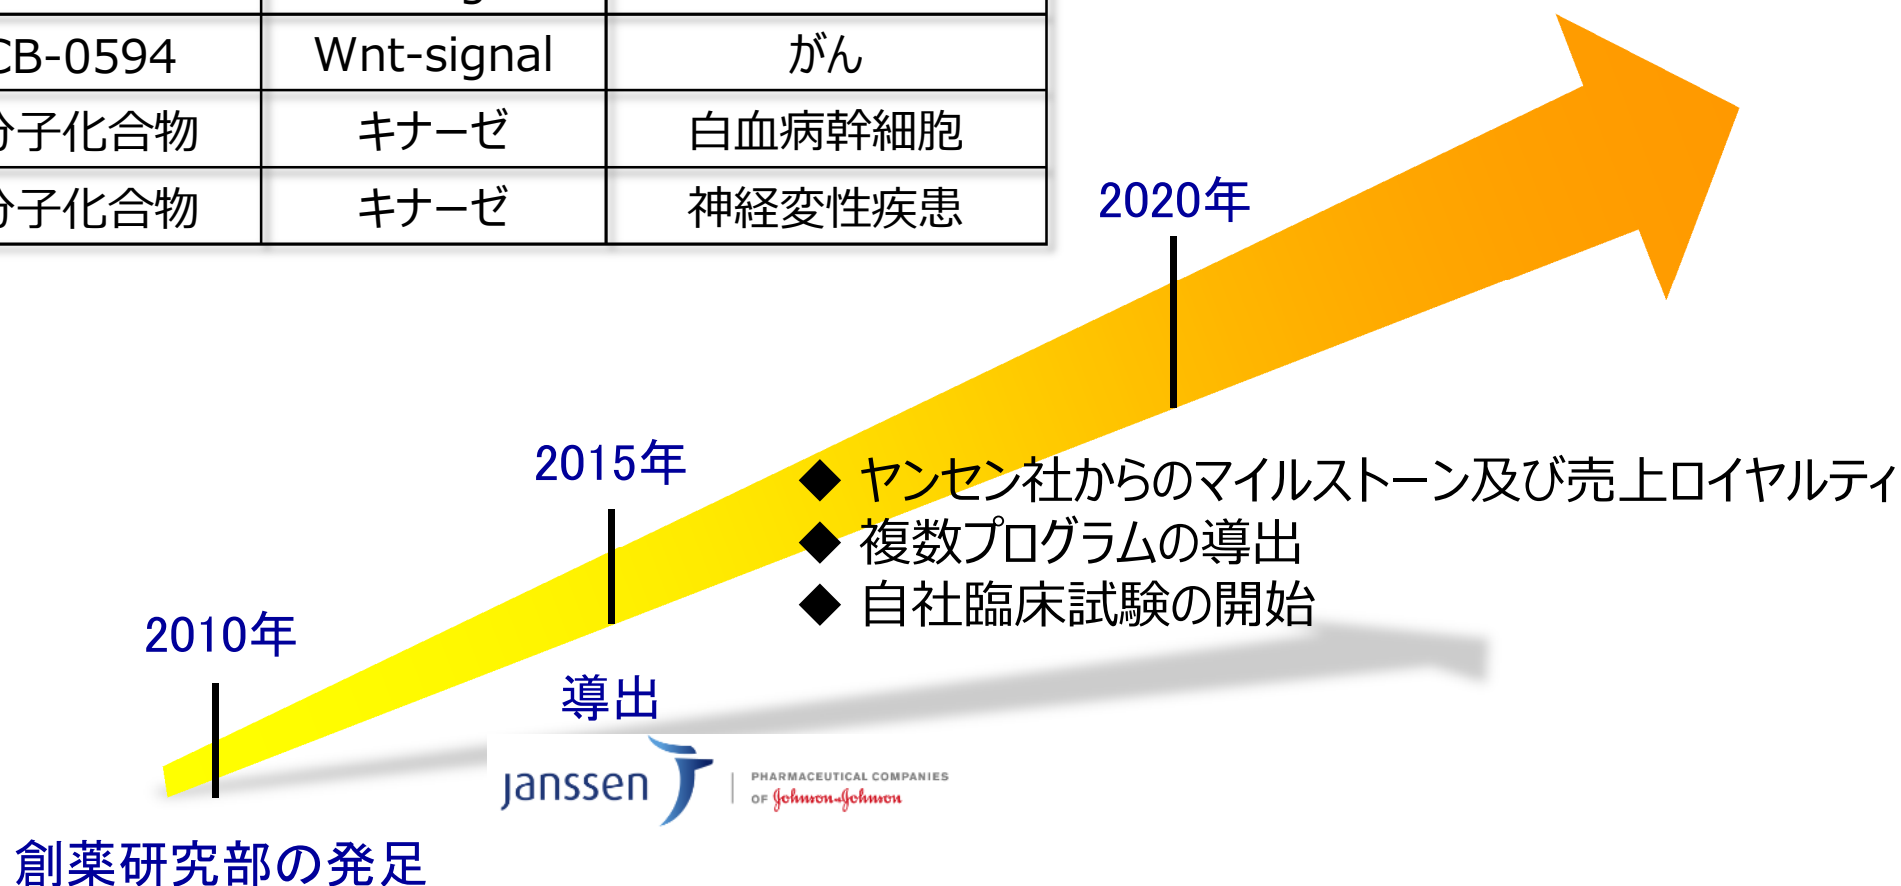 CB-0594 Wnt-signal がん
分子化合物 キナーゼ 白血病幹細胞
分子化合物 キナーゼ 神経変性疾患
2020年
2015年
◆ ヤンセン社からのマイルストーン及び売上ロイヤルティ
◆ 複数プログラムの導出
◆ 自社臨床試験の開始
2010年
導出
janssen
PHARMACEUTICAL COMPANIES
OF Johnson&Johnson
創薬研究部の発足